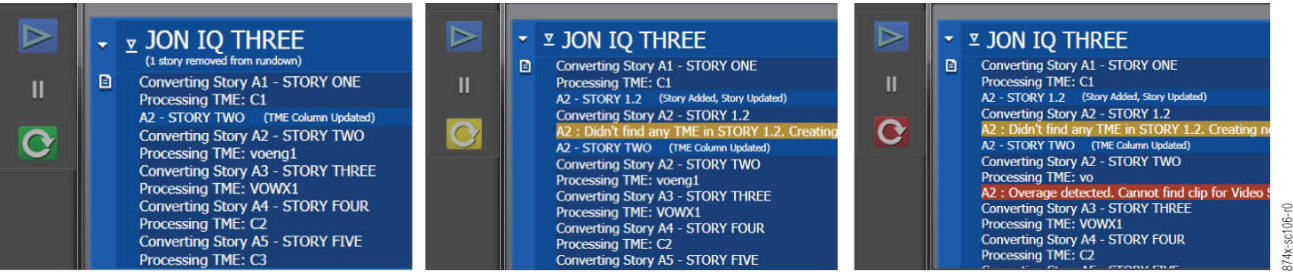 JON IQ THREE
(1 story removed from rundown)
Converting Story A1 - STORY ONE
Processing TME: C1
A2 - STORY TWO (TME Column Updated)
Converting Story A2 - STORY TWO
Processing TME: voeng1
Converting Story A3 - STORY THREE
Processing TME: VOWX1
Converting Story A4 - STORY FOUR
Processing TME: C2
Converting Story A5 - STORY FIVE
Processing TME: C3
JON IQ THREE
Converting Story A1 - STORY ONE
Processing TME: C1
A2 - STORY 1.2 (Story Added, Story Updated)
Converting Story A2 - STORY 1.2
A2 : Didn't find any TME in STORY 1.2. Creating
A2 - STORY TWO (TME Column Updated)
Converting Story A2 - STORY TWO
Processing TME: voeng1
Converting Story A3 - STORY THREE
Processing TME: VOWX1
Converting Story A4 - STORY FOUR
Processing TME: C2
Converting Story A5 - STORY FIVE
JON IQ THREE
Converting Story A1 - STORY ONE
Processing TME: C1
A2 - STORY 1.2 (Story Added, Story Updated)
Converting Story A2 - STORY 1.2
A2 : Didn't find any TME in STORY 1.2. Creating
A2 - STORY TWO (TME Column Updated)
Converting Story A2 - STORY TWO
Processing TME: vo
A2 : Overage detected. Cannot find clip for Video
Converting Story A3 - STORY THREE
Processing TME: VOWX1
Converting Story A4 - STORY FOUR
Processing TME: C2
874x-sc106-r0